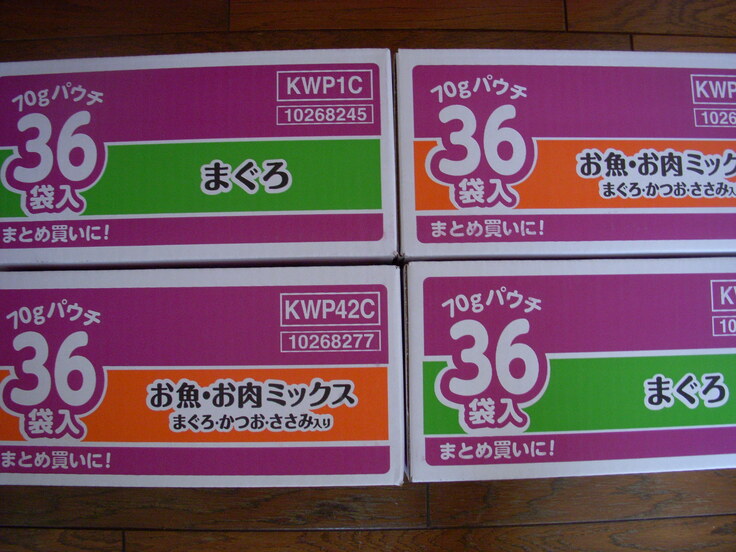 70gパウチ
36
袋入
KWP1C
10268245
まぐろ
まとめ買いに!
70gパウチ
36
袋入
KWP
1026
お魚・お肉ミック
まぐろ・かつお・ささみ入
まとめ買いに!
70gパウチ
36
袋入
KWP42C
10268277
お魚・お肉ミックス
まぐろ・かつお・ささみ入り
まとめ買いに!
70gパウチ
36
袋入
KW
10
まぐろ
まとめ買いに!